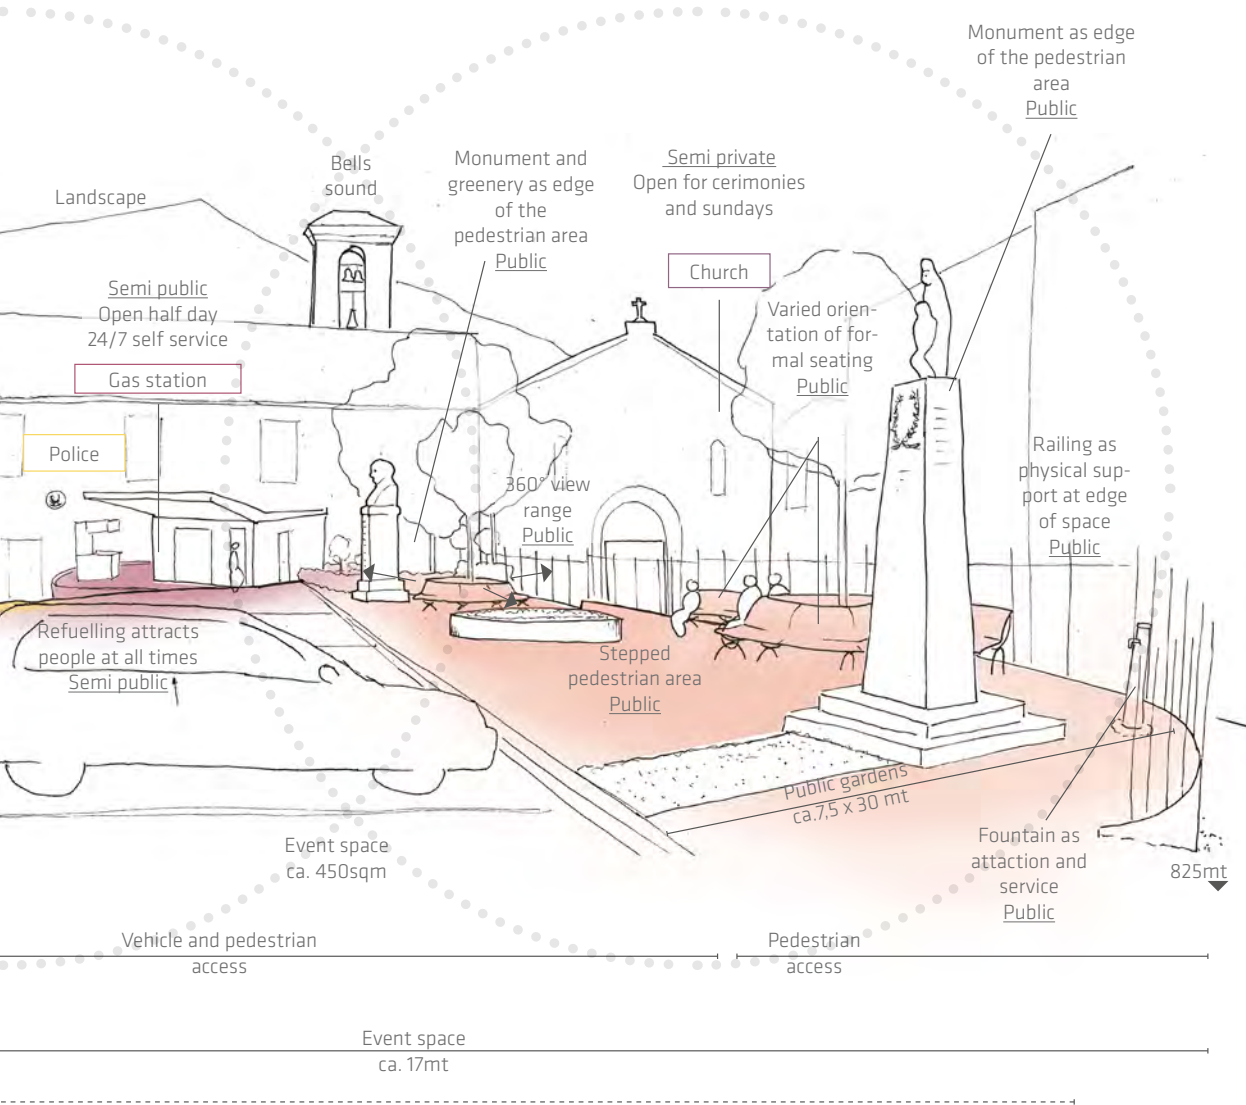 Monument as edge
of the pedestrian
area
Public
Bells
sound
Monument and
greenery as edge
of the
pedestrian area
Public
Semi private
Open for cerimonies
and sundays
Landscape
Church
Semi public
Open half day
24/7 self service
Varied orien-
tation of for-
mal seating
Public
Gas station
Police
Railing as
physical sup-
port at edge
of space
Public
360° view
range
Public
Refuelling attracts
people at all times
Semi public
Stepped
pedestrian area
Public
Public gardens
ca.7,5 x 30 mt
Event space
ca. 450sqm
Fountain as
attaction and
service
Public
825mt
Vehicle and pedestrian
access
Pedestrian
access
Event space
ca. 17mt